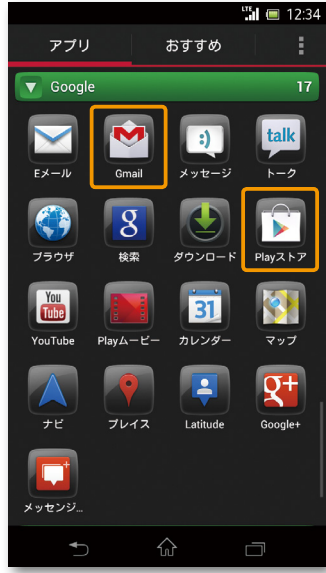 LTE 12:34
アプリ おすすめ
Google 17
:) talk
Eメール Gmail メッセージ トーク
g
ブラウザ 検索 ダウンロード Playストア
You Tube 31
YouTube Playムービー カレンダー マップ
g+
ナビ プレイス Latitude Google+
メッセンジ...